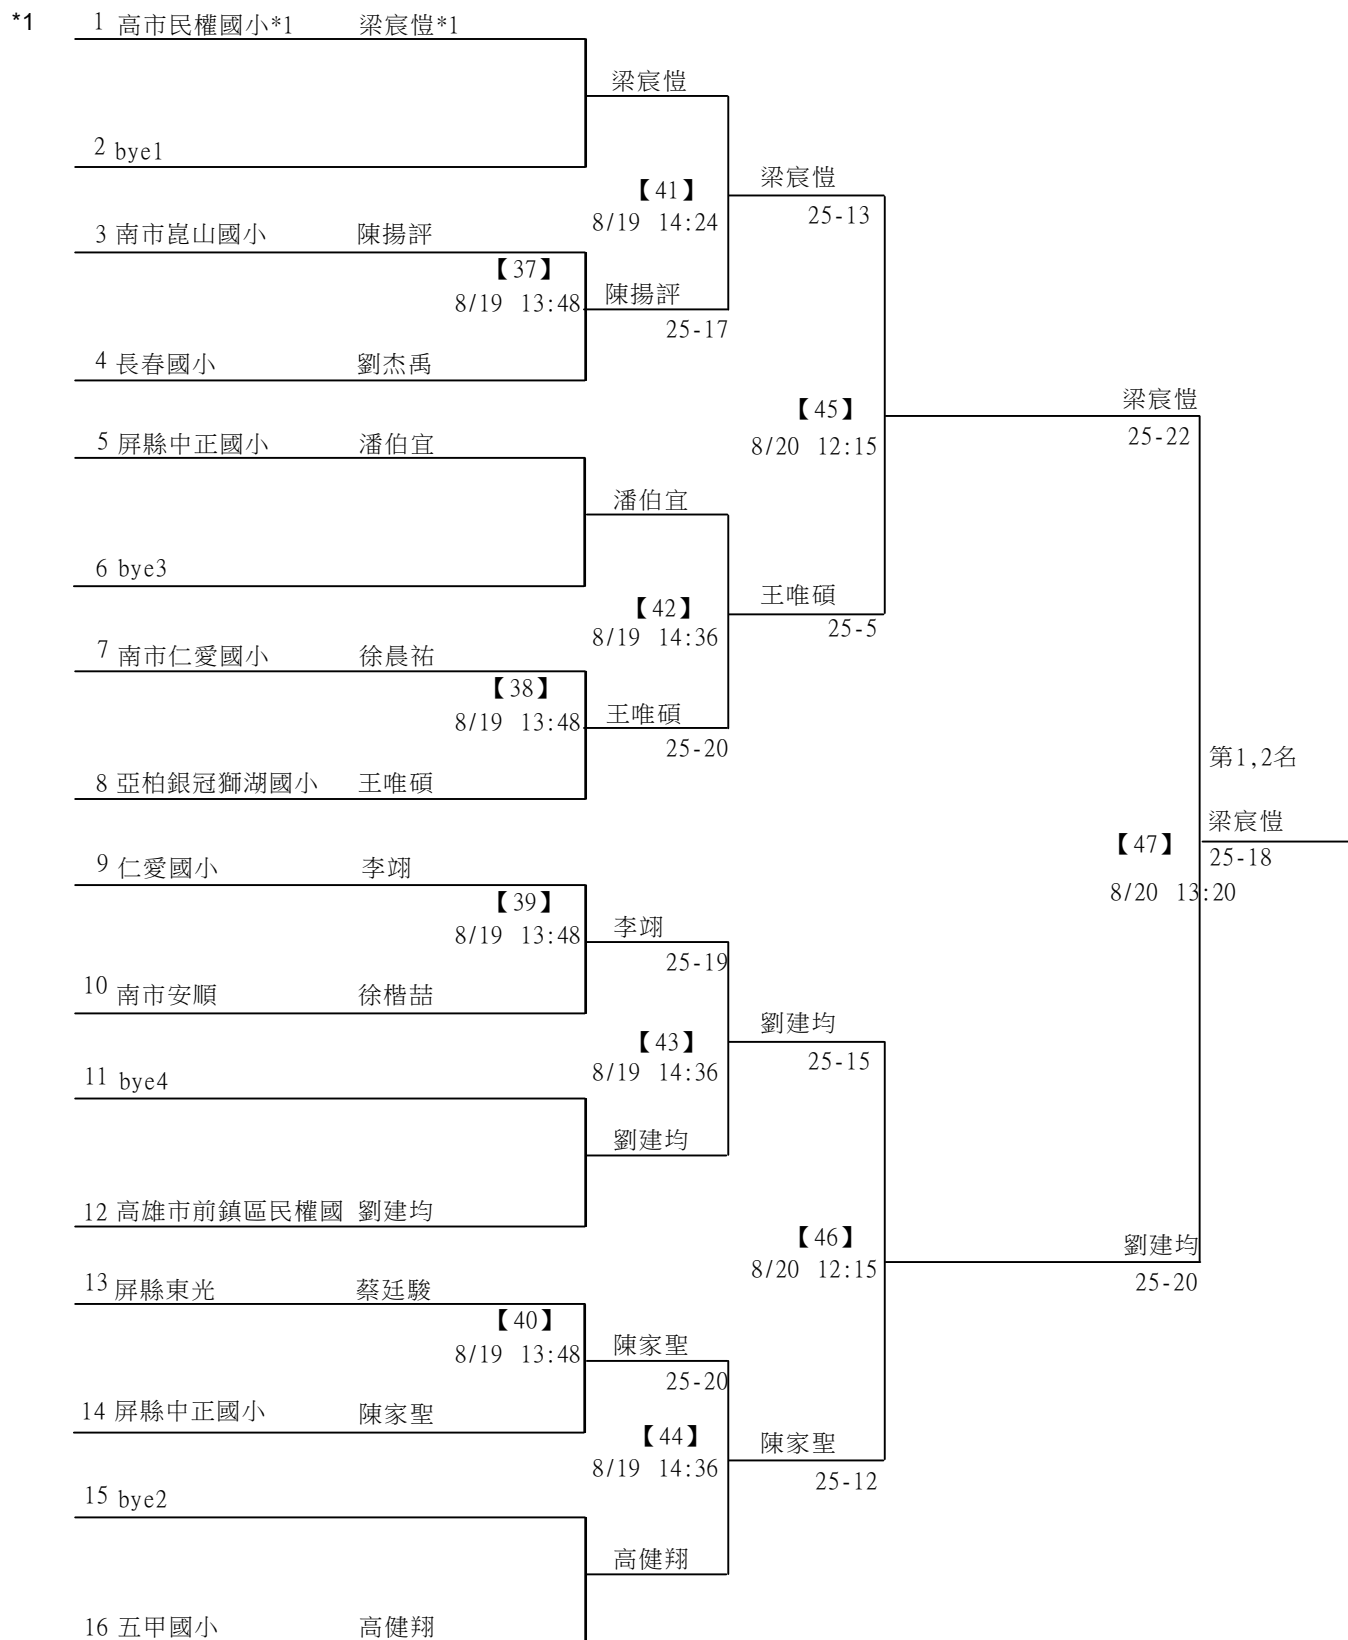 *1
1 高市民權國小*1 梁宸愷*1
梁宸愷
2 bye1
【41】
梁宸愷
8/19 14:24
25-13
3 南市崑山國小 陳揚評
【37】
8/19 13:48
陳揚評
25-17
4 長春國小 劉杰禹
【45】
梁宸愷
8/20 12:15
25-22
5 屏縣中正國小 潘伯宜
潘伯宜
6 bye3
【42】
王唯碩
8/19 14:36
25-5
7 南市仁愛國小 徐晨祐
【38】
8/19 13:48
王唯碩
25-20
8 亞柏銀冠獅湖國小 王唯碩
第1,2名
梁宸愷
【47】
25-18
8/20 13:20
9 仁愛國小 李翊
【39】
8/19 13:48
李翊
25-19
10 南市安順 徐楷喆
【43】
劉建均
8/19 14:36
25-15
11 bye4
劉建均
12 高雄市前鎮區民權國 劉建均
【46】
劉建均
8/20 12:15
25-20
13 屏縣東光 蔡廷駿
【40】
8/19 13:48
陳家聖
25-20
14 屏縣中正國小 陳家聖
【44】
陳家聖
8/19 14:36
25-12
15 bye2
高健翔
16 五甲國小 高健翔